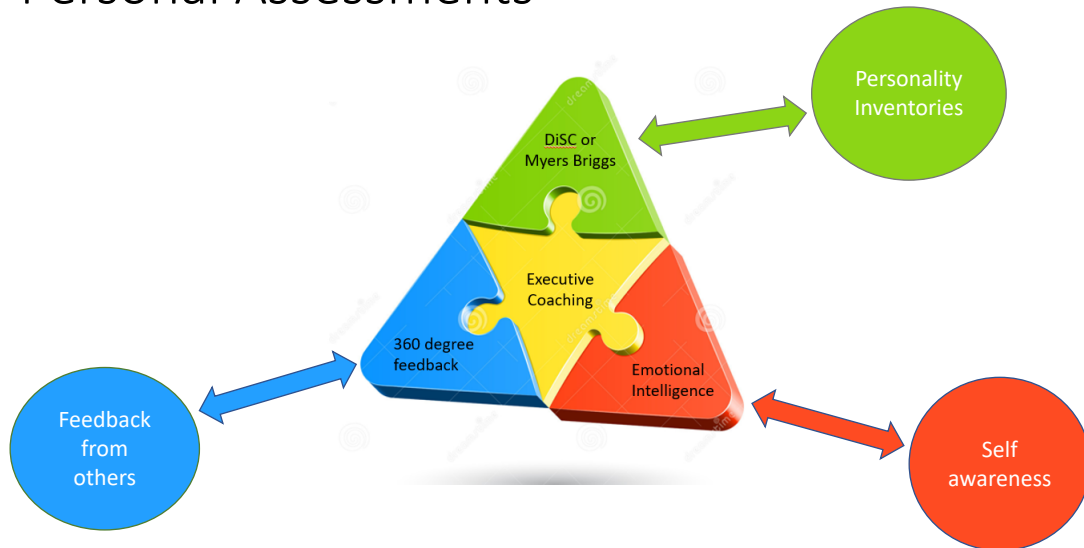 Personal Assessments
Personality
Inventories
DiSC or
Myers Briggs
Executive
Coaching
360 degree
feedback
Emotional
Intelligence
Feedback
from
others
Self
awareness